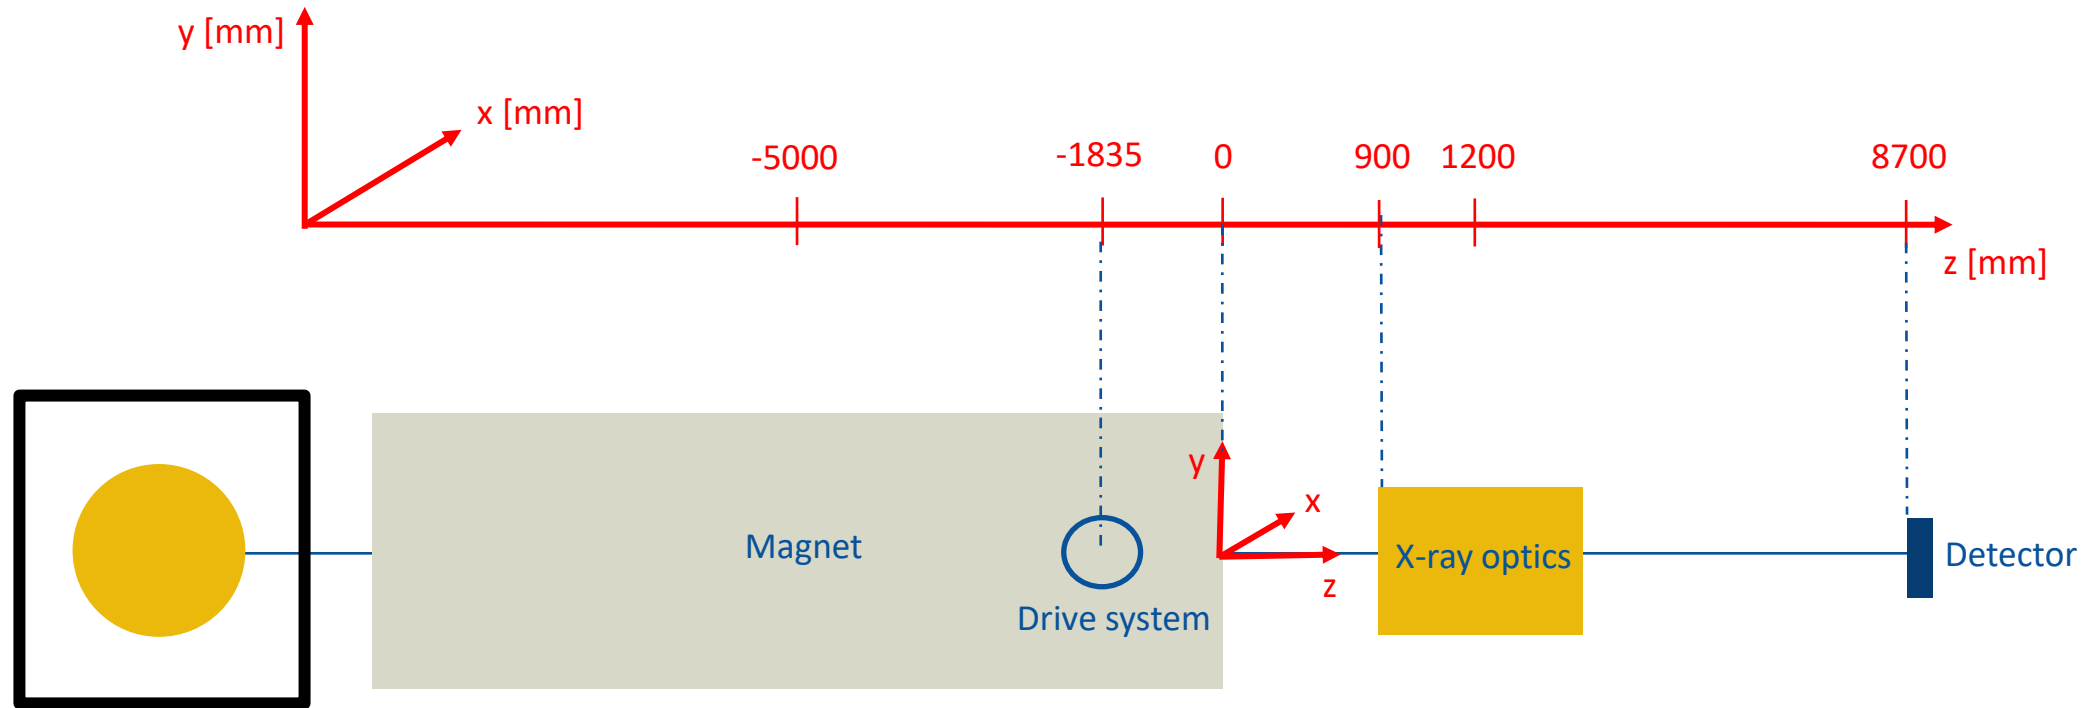 y [mm]
x [mm]
-5000
-1835
0
900
1200
8700
z [mm]
y
x
z
Magnet
Drive system
X-ray optics
Detector